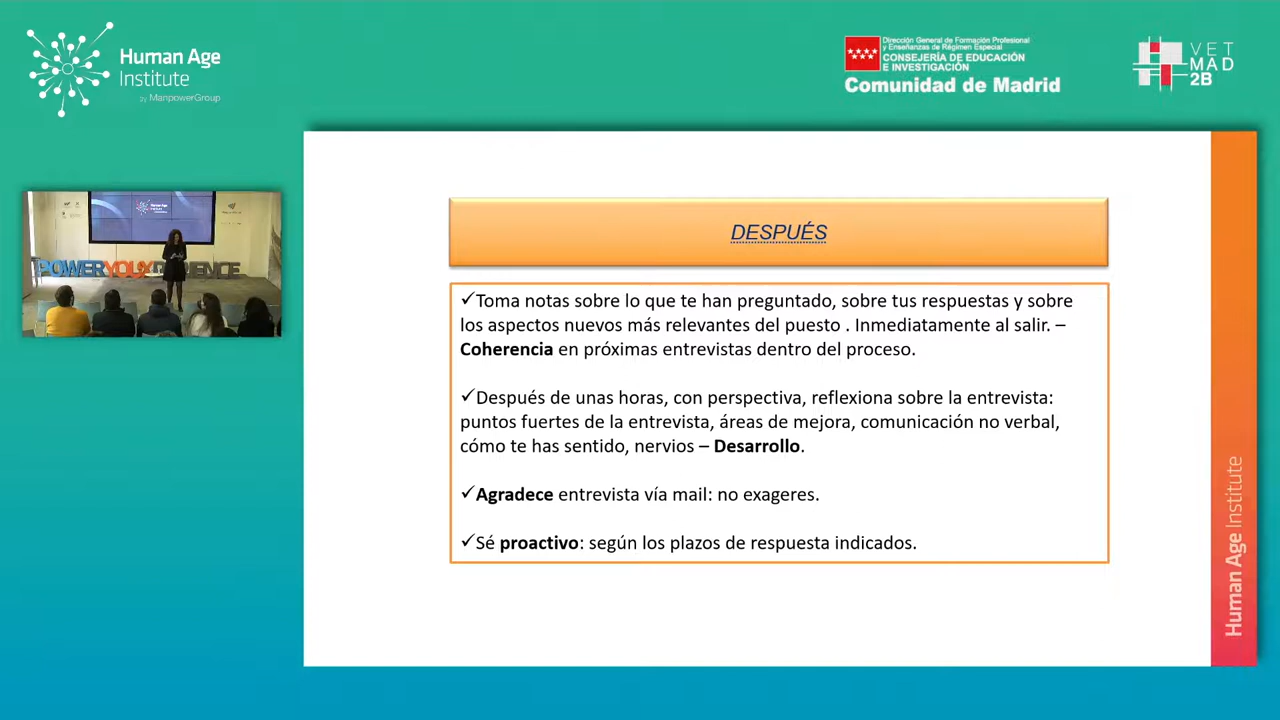 Human Age
Institute
by ManpowerGroup
Dirección General de Formación Profesional
y Enseñanzas de Régimen Especial
CONSEJERÍA DE EDUCACIÓN
E INVESTIGACIÓN
Comunidad de Madrid
VET
MAD
2B
Human Age
Institute
DESPUÉS
✓Toma notas sobre lo que te han preguntado, sobre tus respuestas y sobre
los aspectos nuevos más relevantes del puesto . Inmediatamente al salir. –
Coherencia en próximas entrevistas dentro del proceso.
✓Después de unas horas, con perspectiva, reflexiona sobre la entrevista:
puntos fuertes de la entrevista, áreas de mejora, comunicación no verbal,
cómo te has sentido, nervios – Desarrollo.
✓Agradece entrevista vía mail: no exageres.
✓Sé proactivo: según los plazos de respuesta indicados.
Human Age Institute